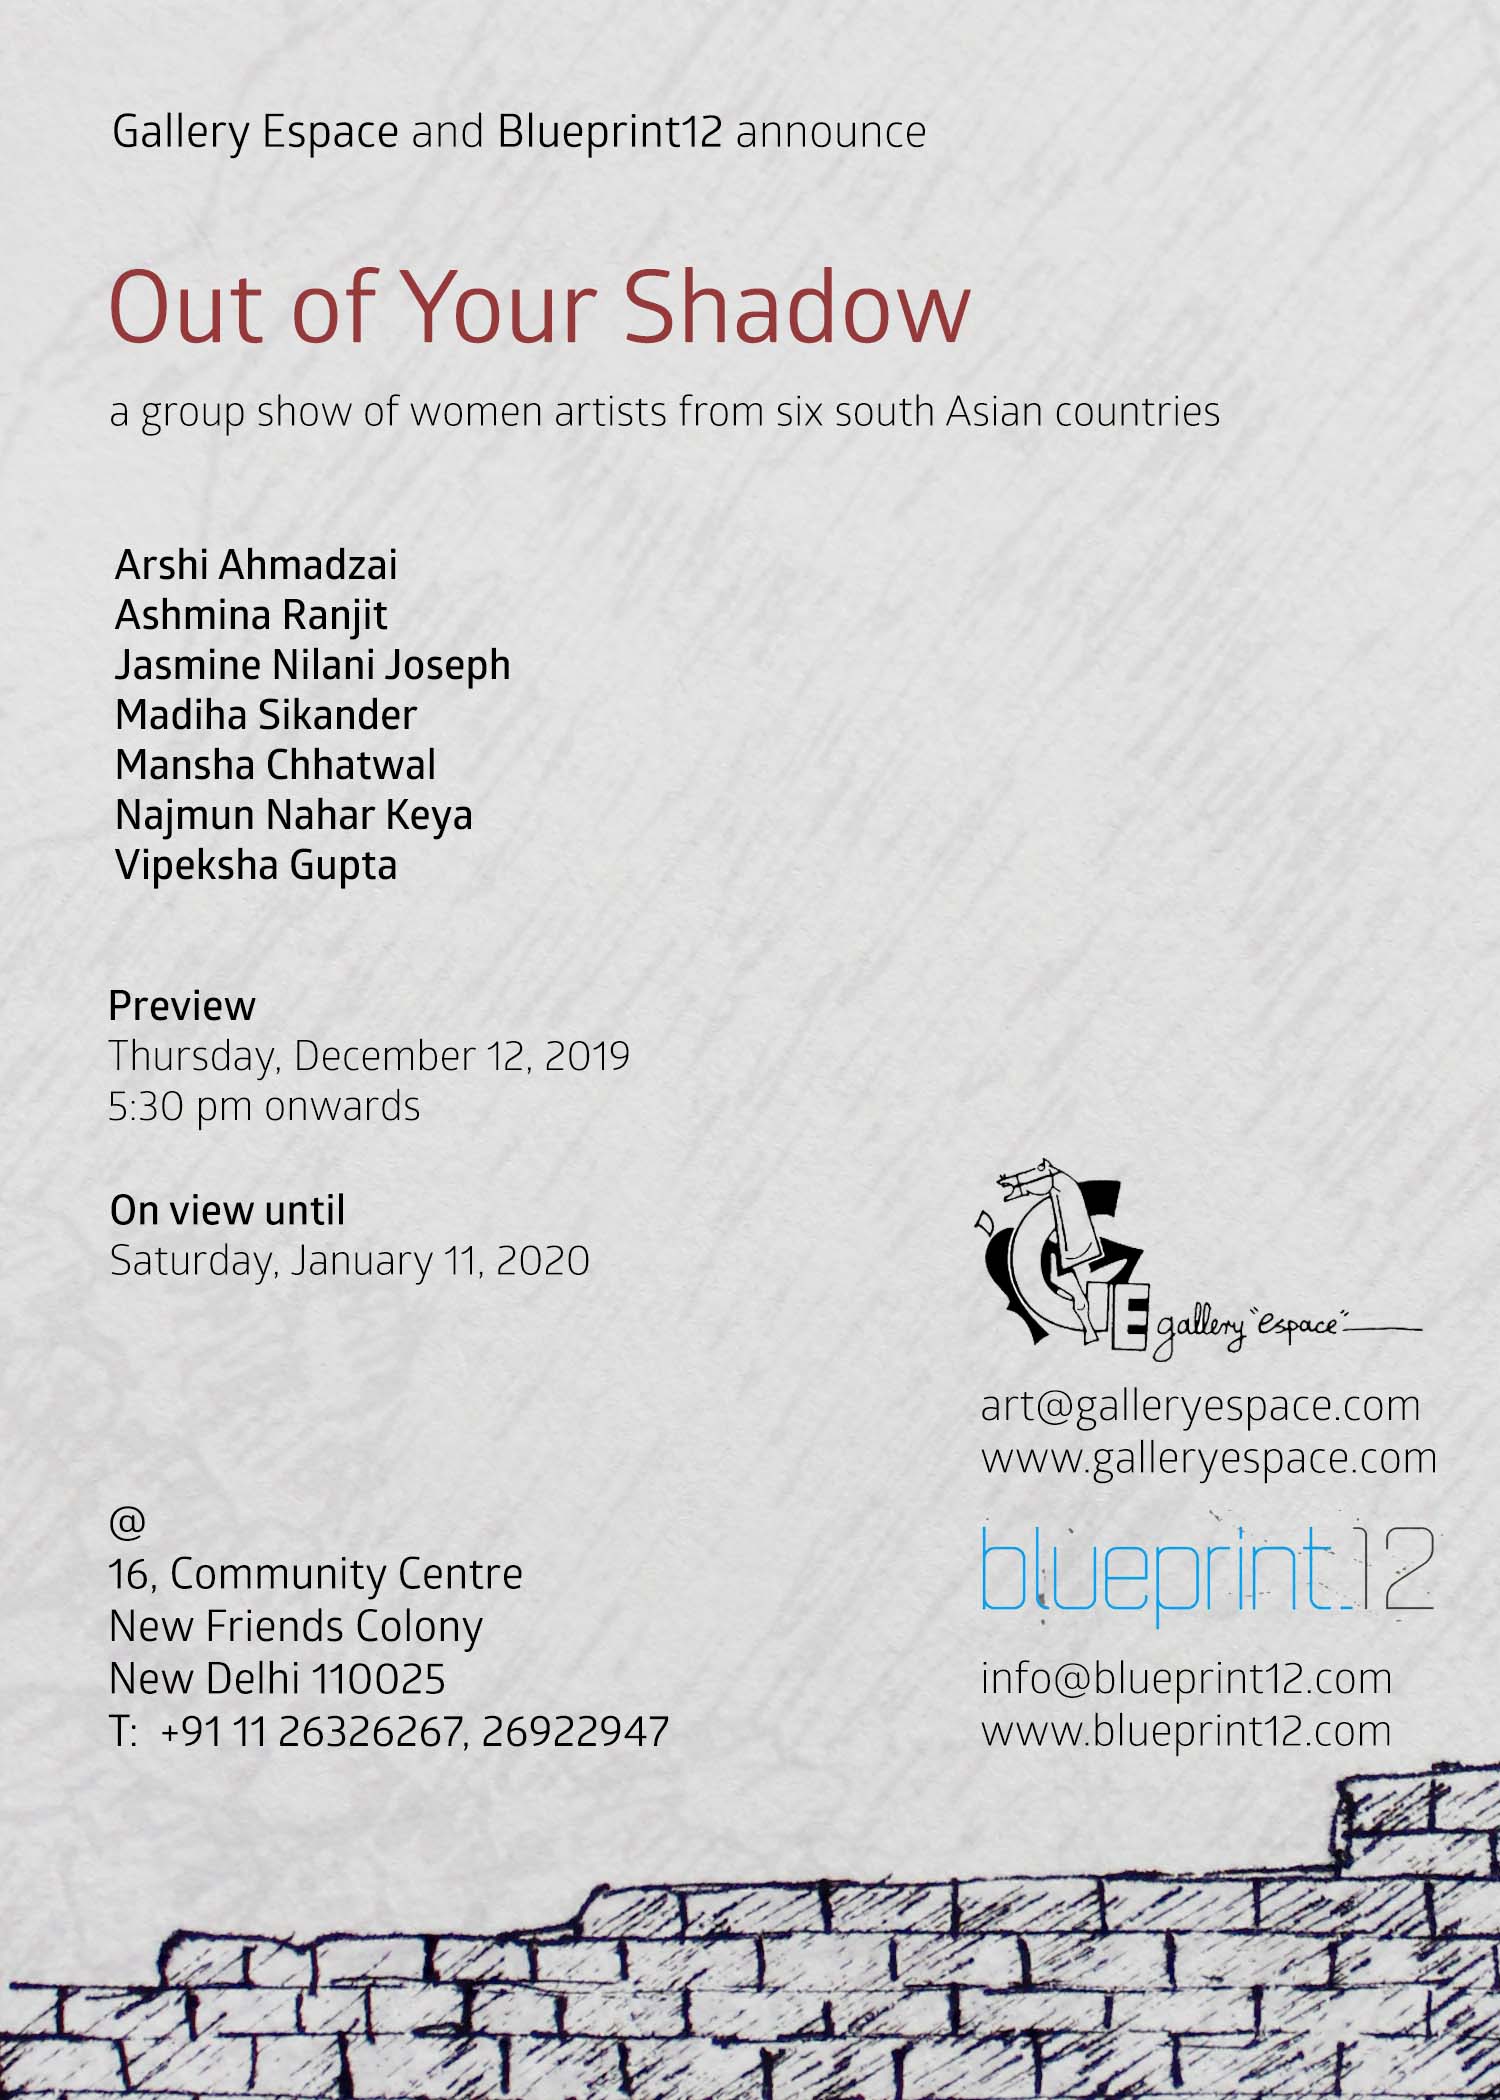 Gallery Espace and Blueprint12 announce
Out of Your Shadow
a group show of women artists from six south Asian countries
Arshi Ahmadzai
Ashmina Ranjit
Jasmine Nilani Joseph
Madiha Sikander
Mansha Chhatwal
Najmun Nahar Keya
Vipeksha Gupta
Preview
Thursday, December 12, 2019
5:30 pm onwards
On view until
Saturday, January 11, 2020
@
16, Community Centre
New Friends Colony
New Delhi 110025
T: +91 11 26326267, 26922947
GE gallery "espace"
art@galleryespace.com
www.galleryespace.com
blueprint.12
info@blueprint12.com
www.blueprint12.com